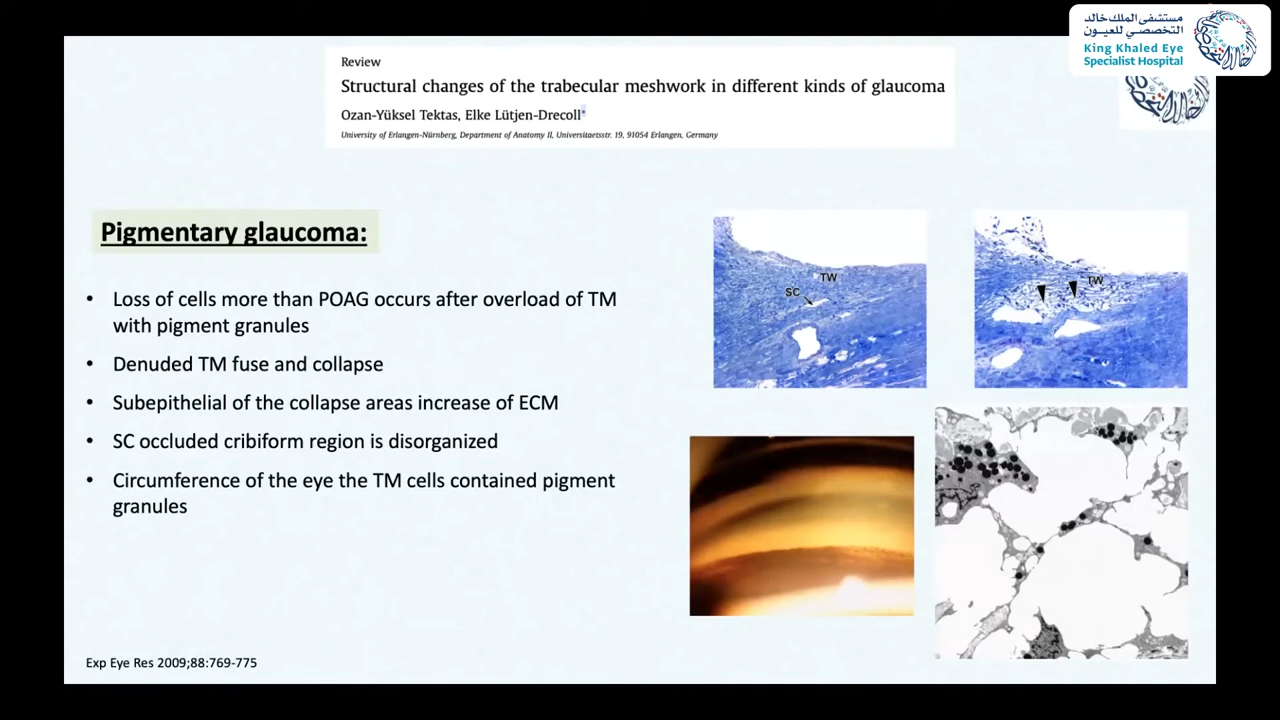 مستشفى الملك خالد
التخصصي للعيون
King Khaled Eye
Specialist Hospital
Review
Structural changes of the trabecular meshwork in different kinds of glaucoma
Ozan-Yüksel Tektas, Elke Lütjen-Drecoll*
University of Erlangen-Nürnberg, Department of Anatomy II, Universitaetsstr. 19, 91054 Erlangen, Germany
Pigmentary glaucoma:
• Loss of cells more than POAG occurs after overload of TM
with pigment granules
• Denuded TM fuse and collapse
• Subepithelial of the collapse areas increase of ECM
• SC occluded cribiform region is disorganized
• Circumference of the eye the TM cells contained pigment
granules
TW
SC
TW
Exp Eye Res 2009;88:769-775